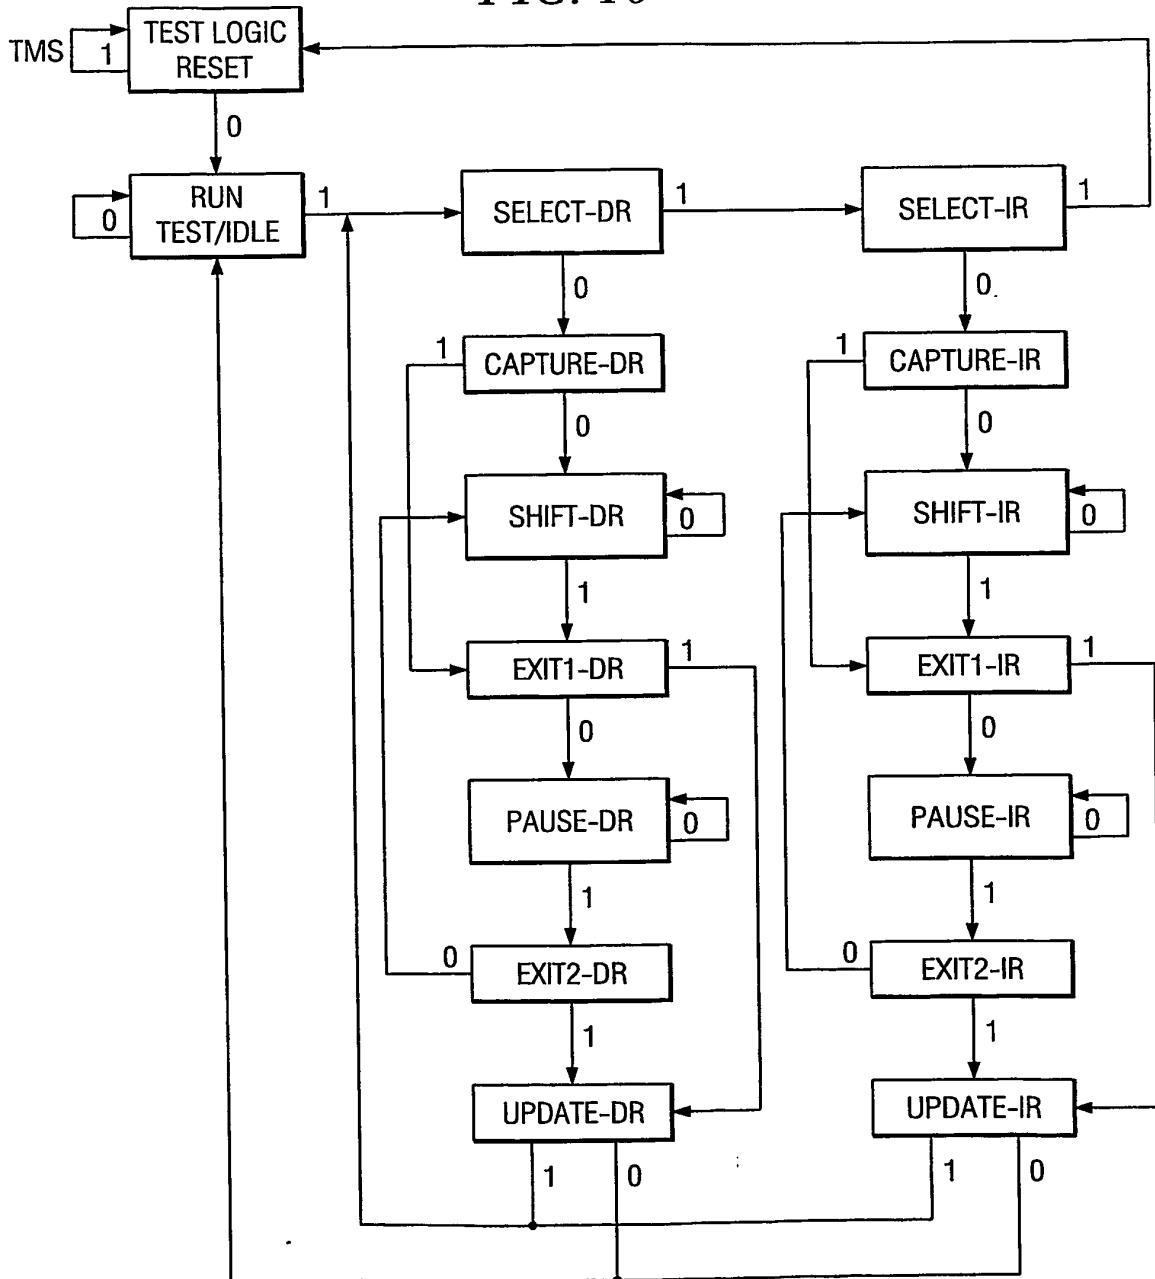 TEST LOGIC
RESET
TMS
1
0
RUN
TEST/IDLE
0
1
SELECT-DR
1
SELECT-IR
1
0
0
1
CAPTURE-DR
1
CAPTURE-IR
0
0
SHIFT-DR
0
SHIFT-IR
0
1
1
EXIT1-DR
1
EXIT1-IR
1
0
0
PAUSE-DR
0
PAUSE-IR
0
1
1
0
EXIT2-DR
0
EXIT2-IR
1
1
UPDATE-DR
UPDATE-IR
1
0
1
0